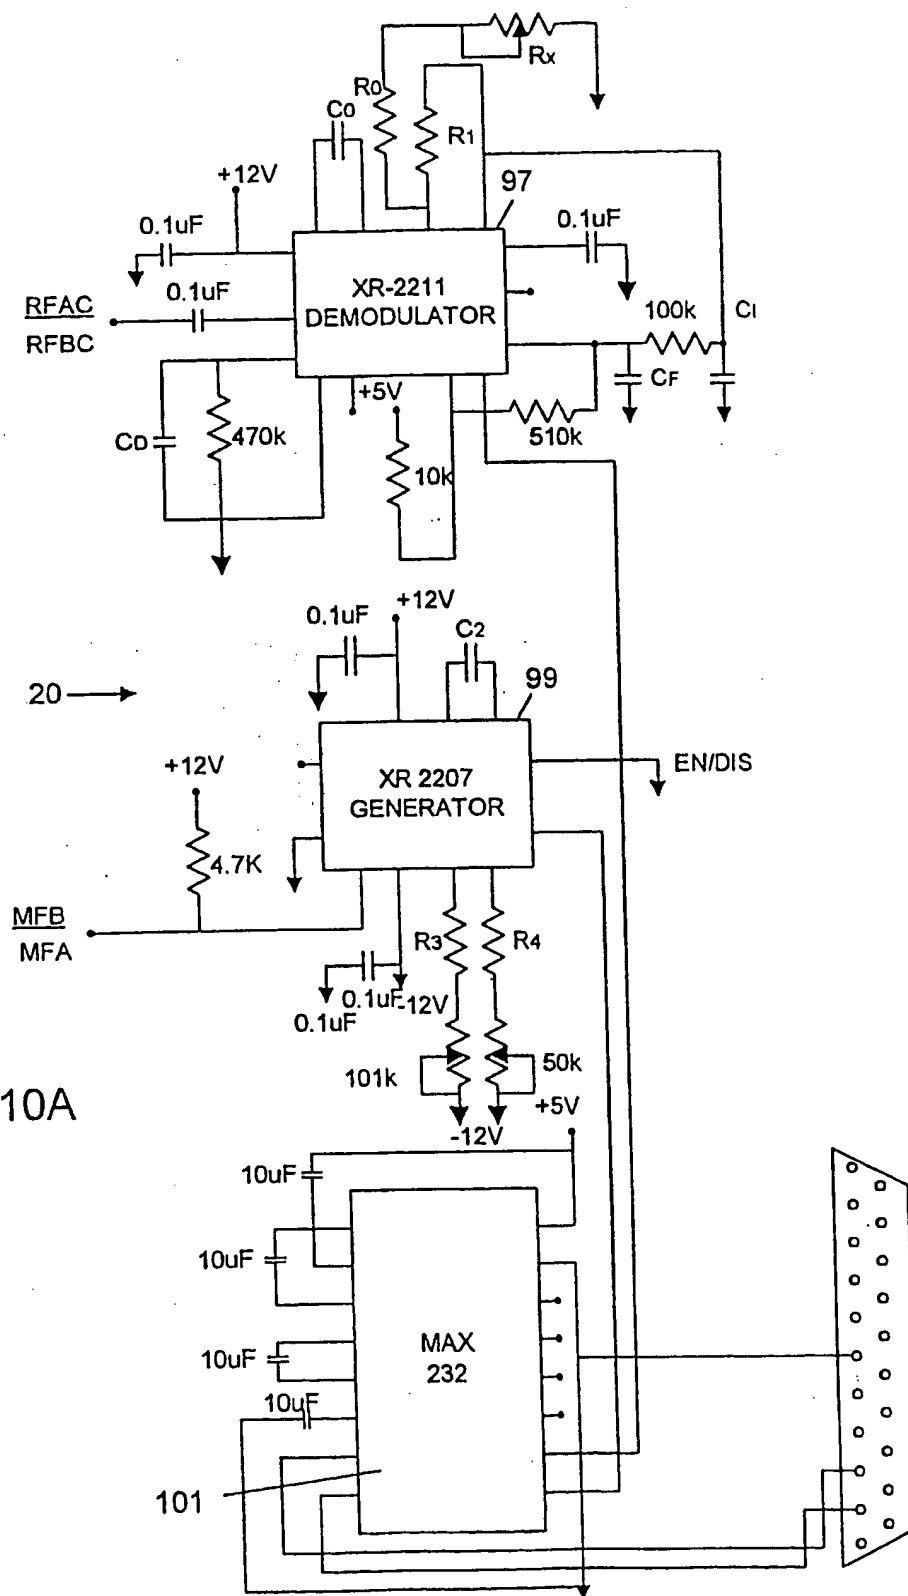 Rx
R0
C0
R1
+12V
97
0.1uF
0.1uF
XR-2211
DEMODULATOR
RFAC
RFBC
0.1uF
100k
C1
+5V
CF
CD
470k
510k
10k
+12V
0.1uF
C2
20
99
+12V
XR 2207
GENERATOR
EN/DIS
4.7K
MFB
MFA
R3
R4
0.1uF
0.1uF
-12V
101k
50k
10A
+5V
-12V
10uF
10uF
MAX
232
10uF
10uF
101